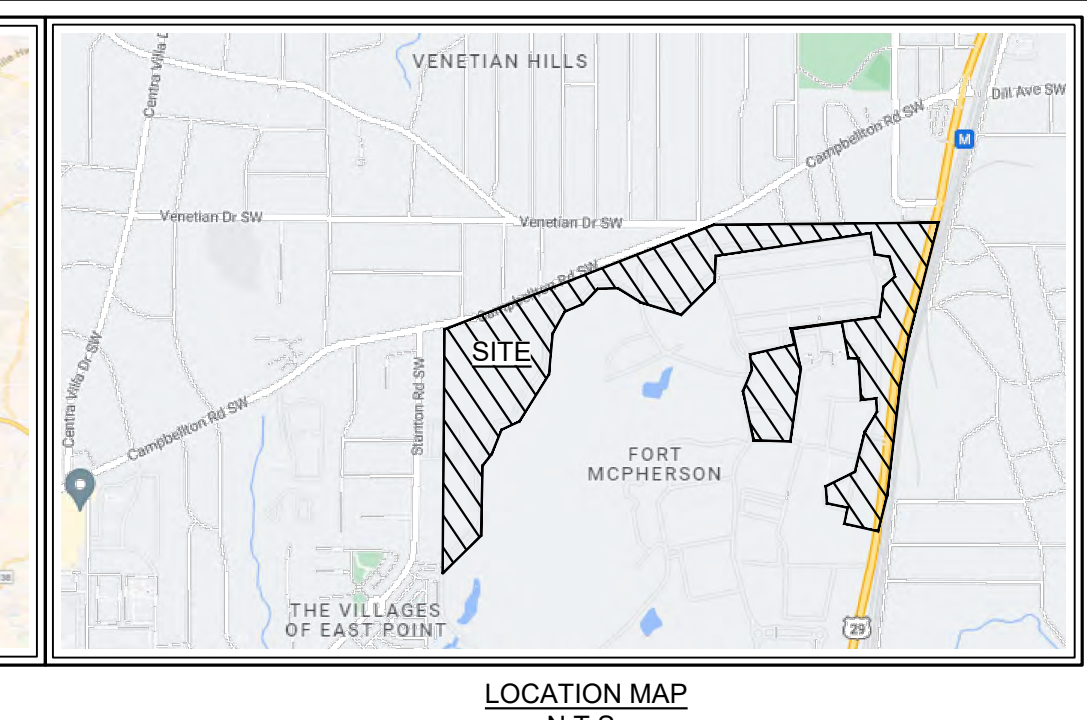 VENETIAN HILLS
Centra Villa D
Dill Ave SW
Campbellton Rd SW
M
Venetian Dr SW
Venetian Dr SW
Campbellton Rd SW
SITE
Centra Villa Dr SW
Stanton Rd SW
Campbellton Rd SW
FORT
MCPHERSON
THE VILLAGES
OF EAST POINT
29
LOCATION MAP